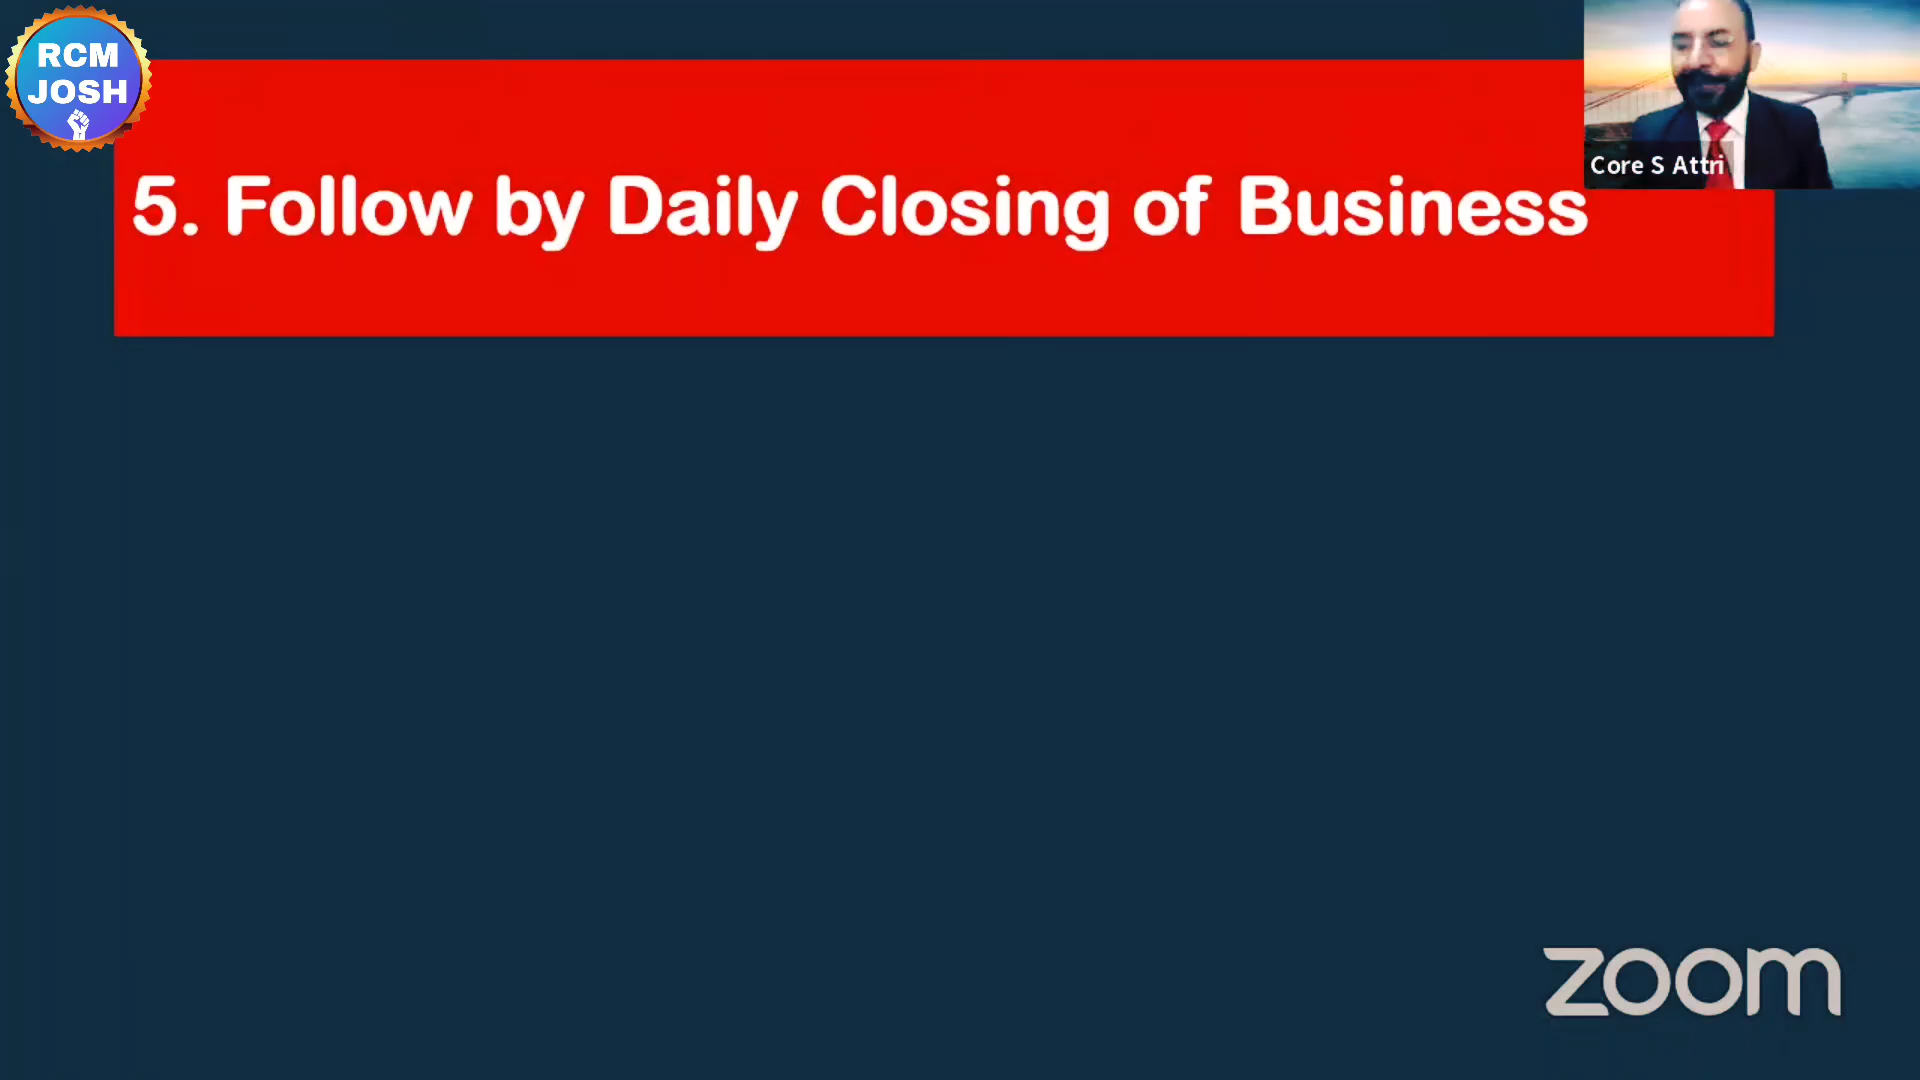 RCM
JOSH
5. Follow by Daily Closing of Business
Core S Attri
zoom